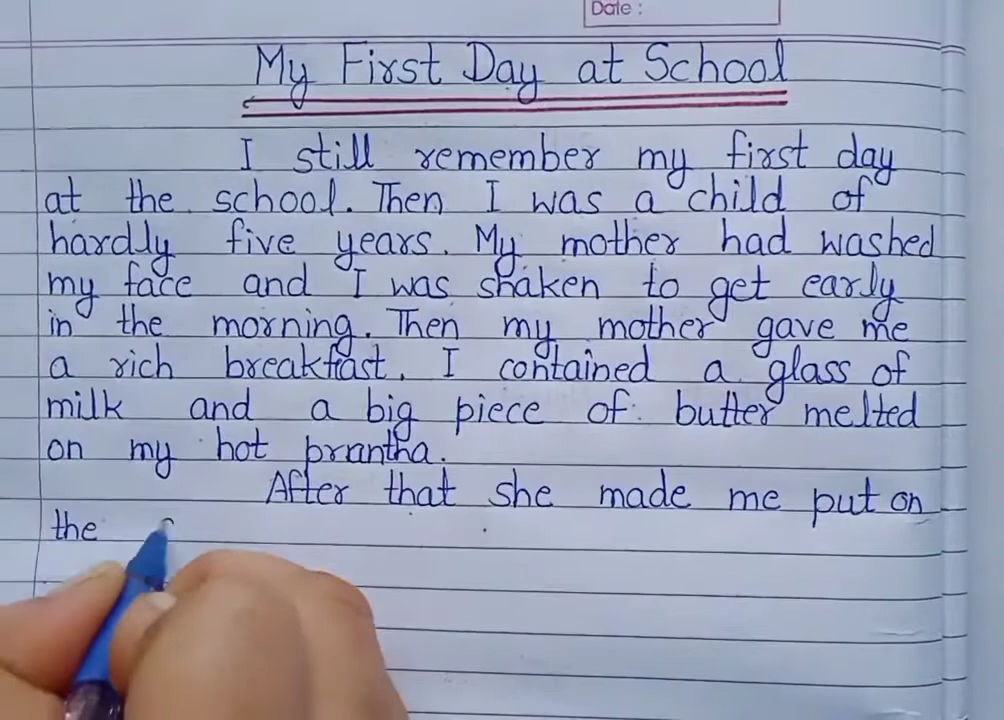 Date :
My First Day at School
I still remember my first day
at the school. Then I was a child of
hardly five years. My mother had washed
my face and I was shaken to get early
in the morning. Then my mother gave me
a rich breakfast. I contained a glass of
milk and a big piece of butter melted
on my hot prantha.
After that she made me put on
the